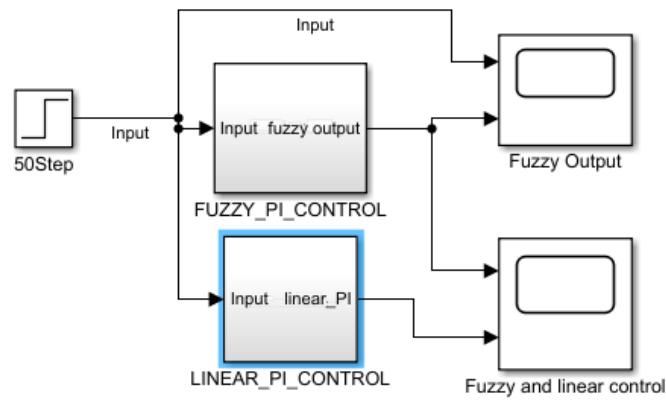 Input
Input
50Step
Input fuzzy output
FUZZY_PI_CONTROL
Fuzzy Output
Input linear_PI
LINEAR_PI_CONTROL
Fuzzy and linear control